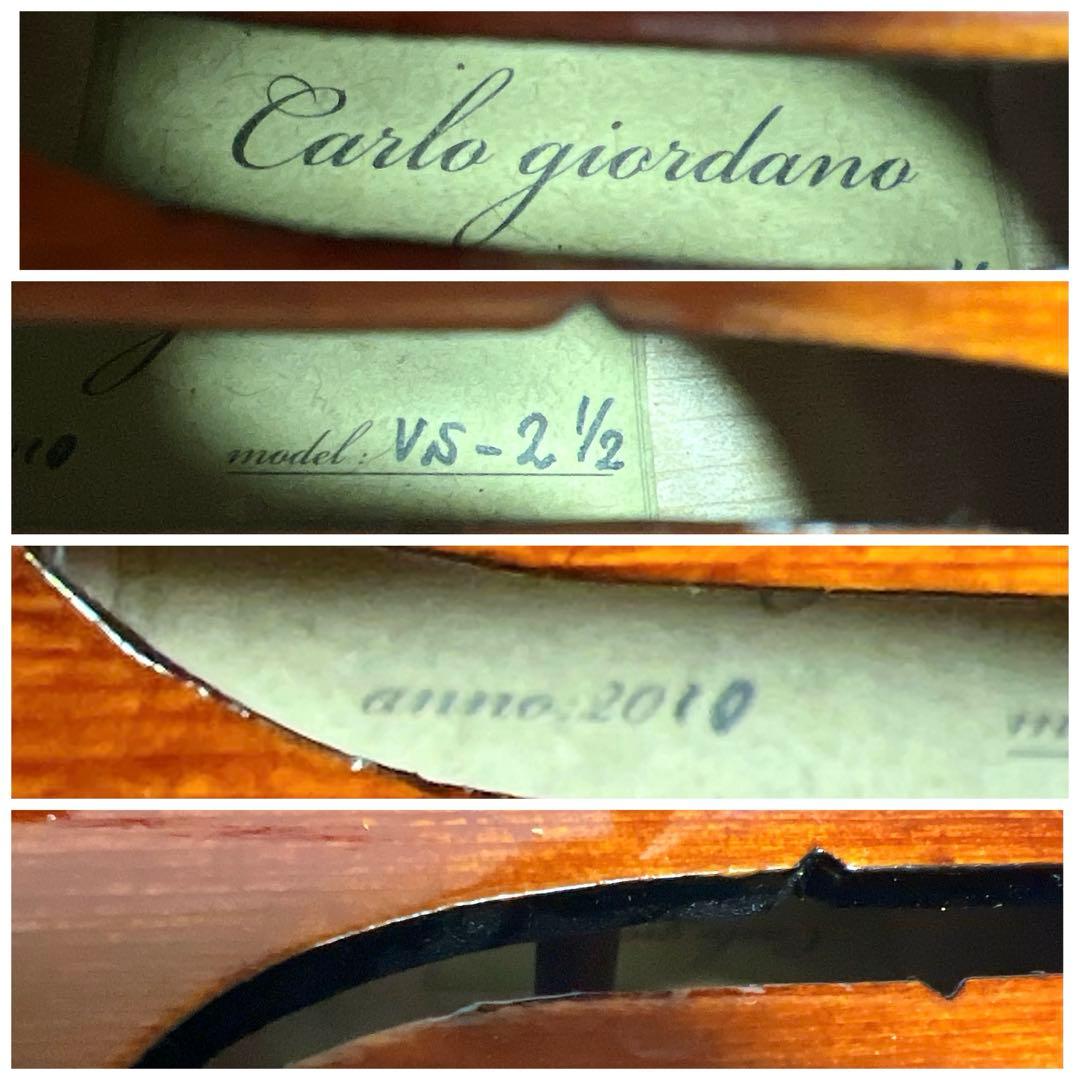 Carlo giordano
model: VS-2 1/2
anno: 2010